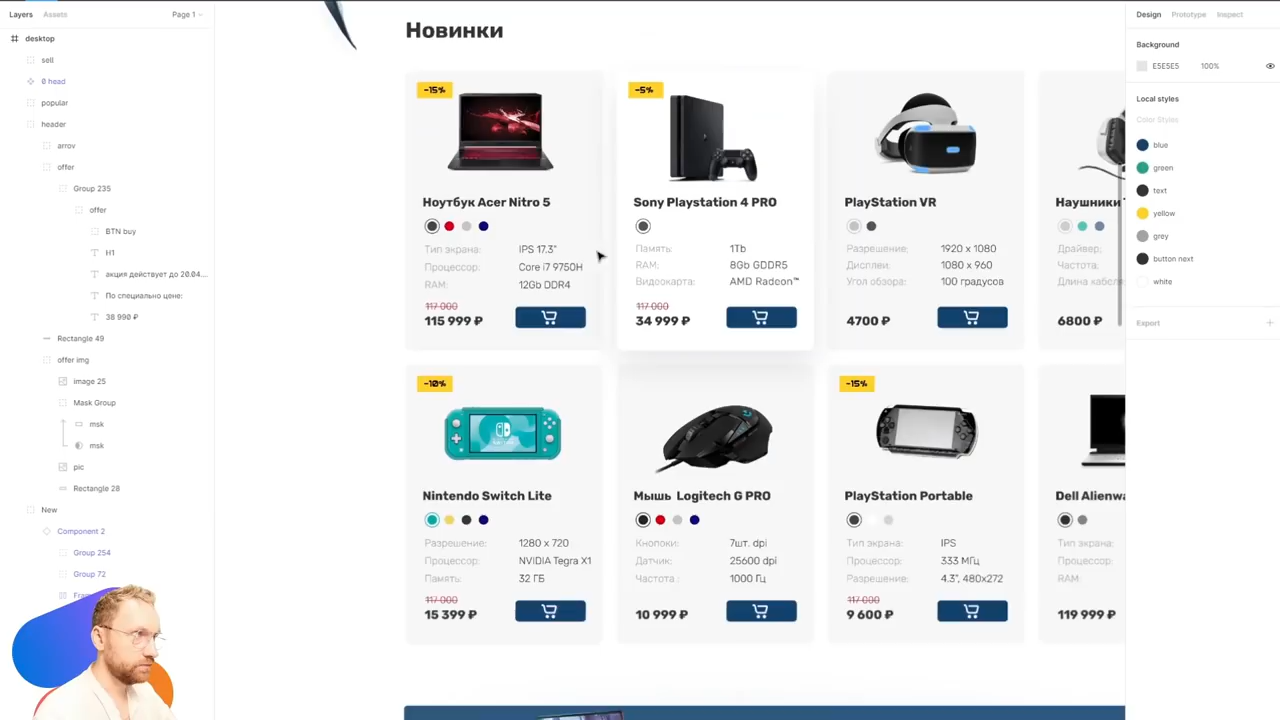 Layers Assets Page 1
desktop
sell
0 head
popular
header
arrov
offer
Group 235
offer
BTN buy
H1
акция действует до 20.04....
По специально цене:
38 990 ₽
Rectangle 49
offer img
image 25
Mask Group
msk
msk
pic
Rectangle 28
New
Component 2
Group 254
Group 72
Новинки
-15%
Ноутбук Acer Nitro 5
Тип экрана: IPS 17.3"
Процессор: Core i7 9750H
RAM: 12Gb DDR4
117 000
115 999 ₽
-5%
Sony Playstation 4 PRO
Память: 1Tb
RAM: 8Gb GDDR5
Видеокарта: AMD Radeon™
117 000
34 999 ₽
PlayStation VR
Разрешение: 1920 x 1080
Дисплеи: 1080 x 960
Угол обзора: 100 градусов
4700 ₽
Наушники
Драйвер:
Частота:
Длина кабеля
6800 ₽
-10%
Nintendo Switch Lite
Разрешение: 1280 x 720
Процессор: NVIDIA Tegra X1
Память: 32 ГБ
117 000
15 399 ₽
Мышь Logitech G PRO
Кнопоки: 7шт. dpi
Датчик: 25600 dpi
Частота : 1000 Гц
10 999 ₽
-15%
PlayStation Portable
Тип экрана: IPS
Процессор: 333 МГц
Разрешение: 4.3", 480x272
117 000
9 600 ₽
Dell Alienwa
Тип экрана:
Процессор:
RAM:
119 999 ₽
Design Prototype Inspect
Background
E5E5E5 100%
Local styles
Color Styles
blue
green
text
yellow
grey
button next
white
Export